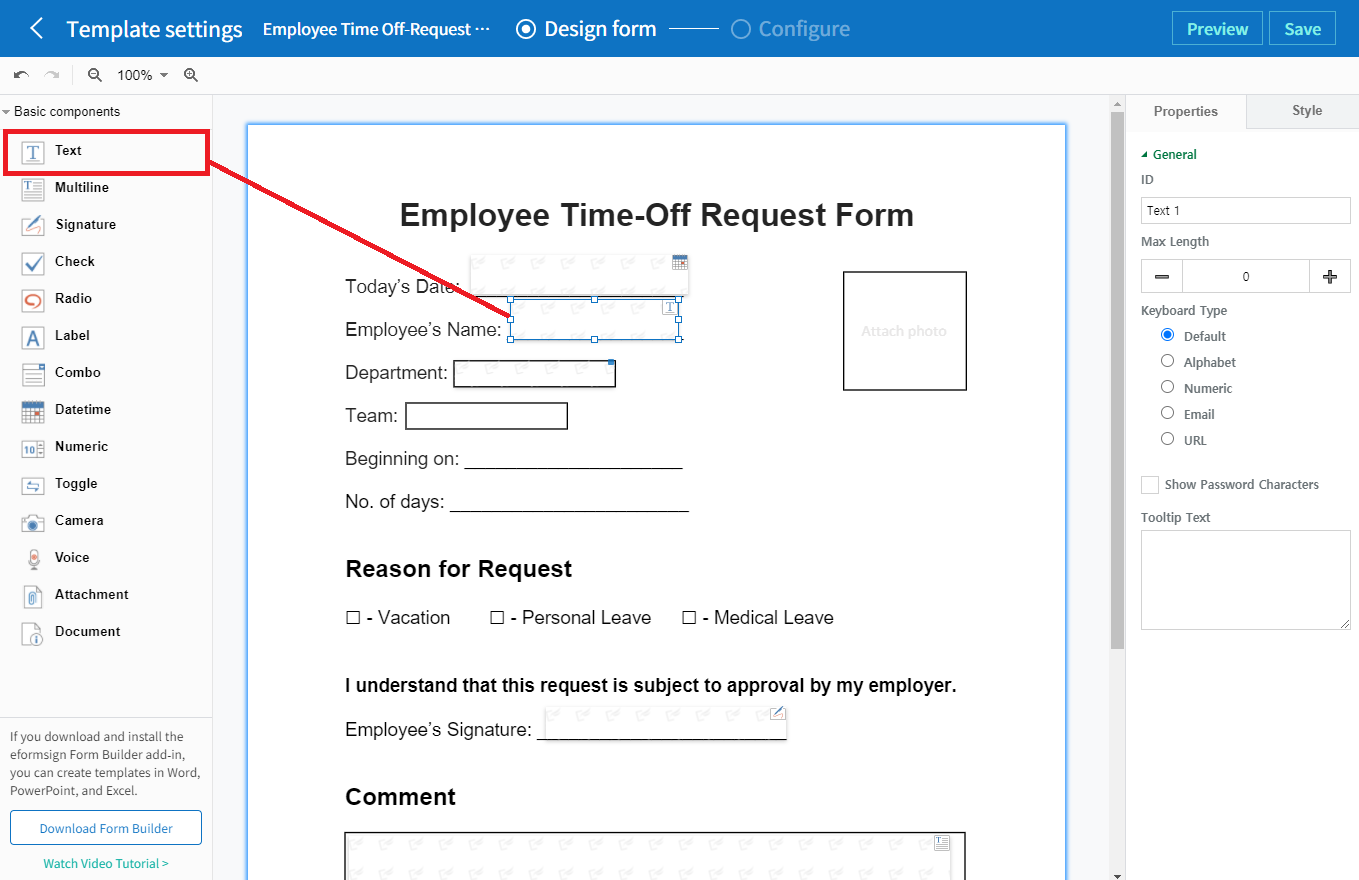 Template settings Employee Time Off-Request ··· Design form Configure Preview Save
100%
Basic components
Text
Multiline
Signature
Check
Radio
Label
Combo
Datetime
Numeric
Toggle
Camera
Voice
Attachment
Document
If you download and install the
eformsign Form Builder add-in,
you can create templates in Word,
PowerPoint, and Excel.
Download Form Builder
Watch Video Tutorial >
Employee Time-Off Request Form
Today's Date:
Employee's Name:
Department:
Team:
Beginning on: ____________________
No. of days: ______________________
Attach photo
Reason for Request
☐ - Vacation ☐ - Personal Leave ☐ - Medical Leave
I understand that this request is subject to approval by my employer.
Employee's Signature: _______________________
Comment
Properties Style
General
ID
Text 1
Max Length
0
Keyboard Type
Default
Alphabet
Numeric
Email
URL
Show Password Characters
Tooltip Text